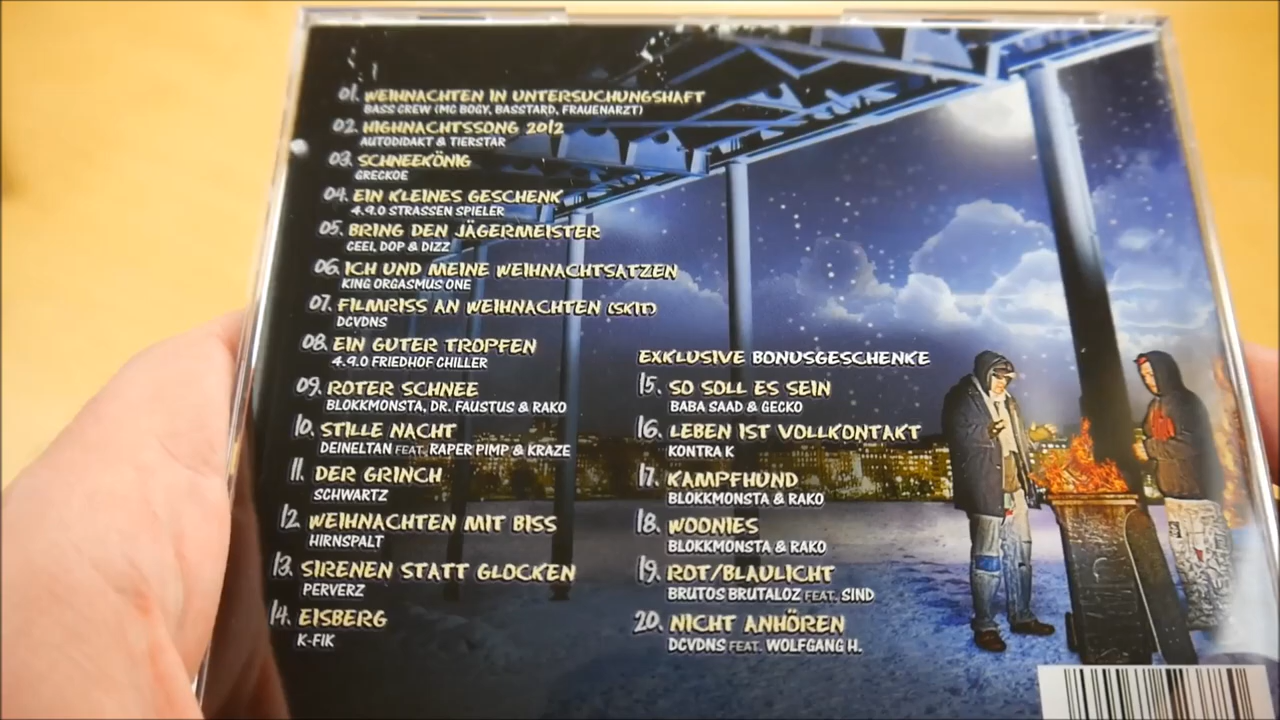 01. WEIHNACHTEN IN UNTERSUCHUNGSHAFT
BASS CREW (MC BOGY, BASSTARD, FRAUENARZT)
02. HIGHNACHTSSONG 2012
AUTODIDAKT & TIERSTAR
03. SCHNEEKÖNIG
GRECKOE
04. EIN KLEINES GESCHENK
4.9.0 STRASSEN SPIELER
05. BRING DEN JÄGERMEISTER
CEEL DOP & DIZZ
06. ICH UND MEINE WEIHNACHTSATZEN
KING ORGASMUS ONE
07. FILMRISS AN WEIHNACHTEN (SKIT)
DCVDNS
08. EIN GUTER TROPFEN
4.9.0 FRIEDHOF CHILLER
09. ROTER SCHNEE
BLOKKMONSTA, DR. FAUSTUS & RAKO
10. STILLE NACHT
DEINELTAN FEAT. RAPER PIMP & KRAZE
11. DER GRINCH
SCHWARTZ
12. WEIHNACHTEN MIT BISS
HIRNSPALT
13. SIRENEN STATT GLOCKEN
PERVERZ
14. EISBERG
K-FIK
EXKLUSIVE BONUSGESCHENKE
15. SO SOLL ES SEIN
BABA SAAD & GECKO
16. LEBEN IST VOLLKONTAKT
KONTRA K
17. KAMPFHUND
BLOKKMONSTA & RAKO
18. WOONIES
BLOKKMONSTA & RAKO
19. ROT/BLAULICHT
BRUTOS BRUTALOZ FEAT. SIND
20. NICHT ANHÖREN
DCVDNS FEAT. WOLFGANG H.